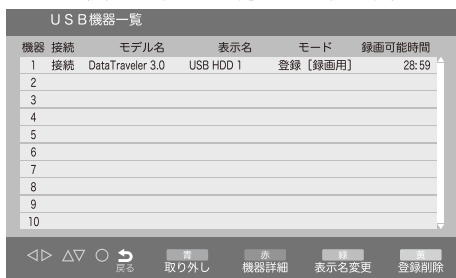 USB機器一覧
機器 接続 モデル名 表示名 モード 録画可能時間
1 接続 DataTraveler 3.0 USB HDD 1 登録［録画用］ 28:59
2
3
4
5
6
7
8
9
10
戻る 青 取り外し 赤 機器詳細 緑 表示名変更 黄 登録削除